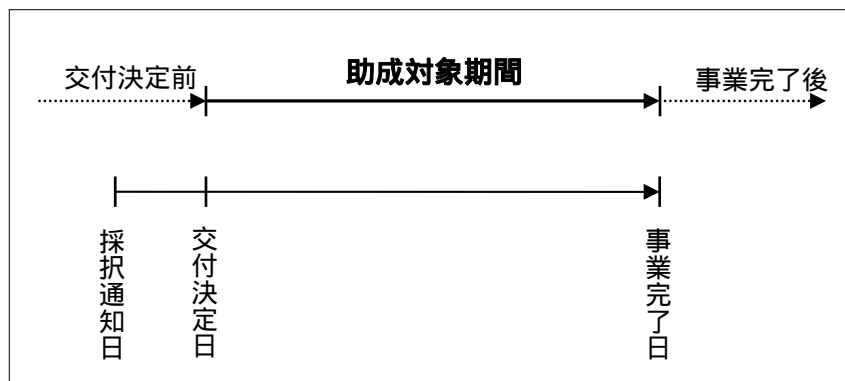 交付決定前
助成対象期間
事業完了後
採択通知日
交付決定日
事業完了日